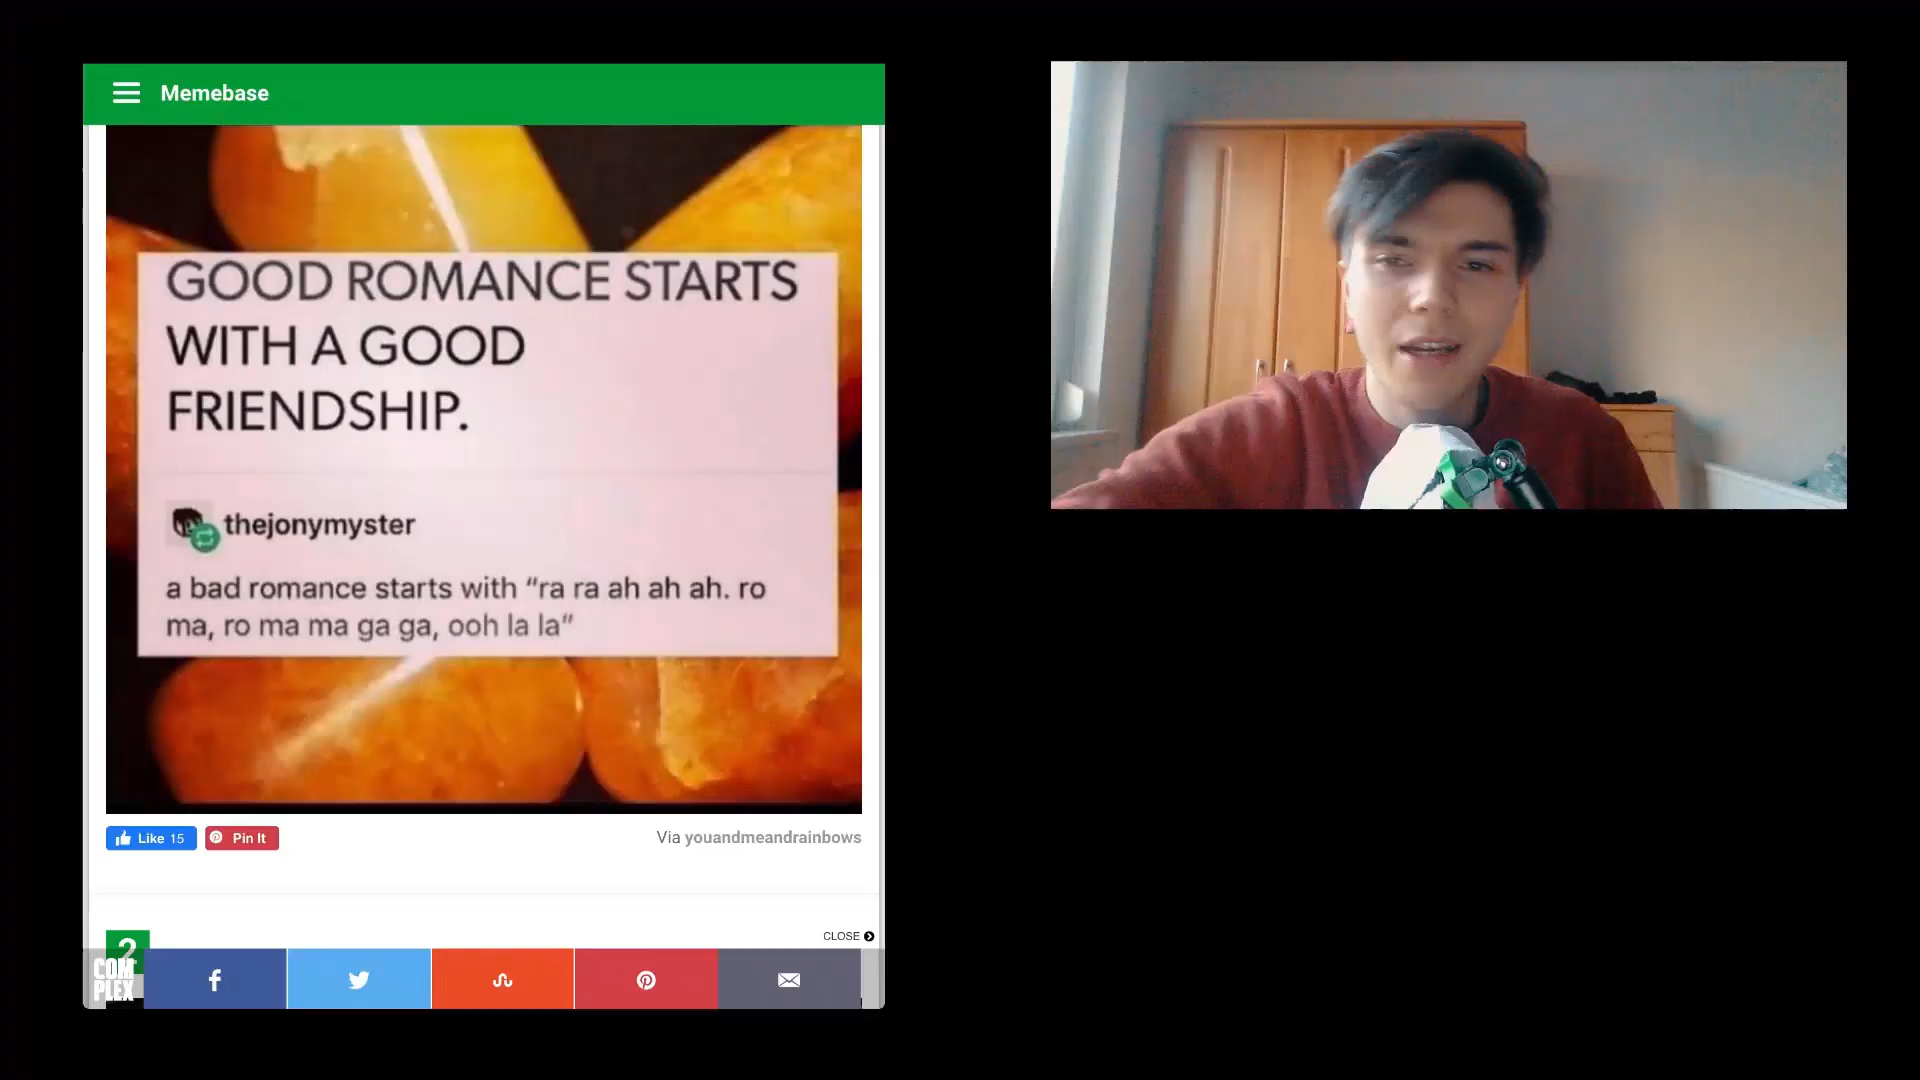 Memebase
GOOD ROMANCE STARTS
WITH A GOOD
FRIENDSHIP.
thejonymyster
a bad romance starts with “ra ra ah ah ah. ro
ma, ro ma ma ga ga, ooh la la”
Like 15
Pin It
Via youandmeandrainbows
2
CLOSE
COM
PLEX